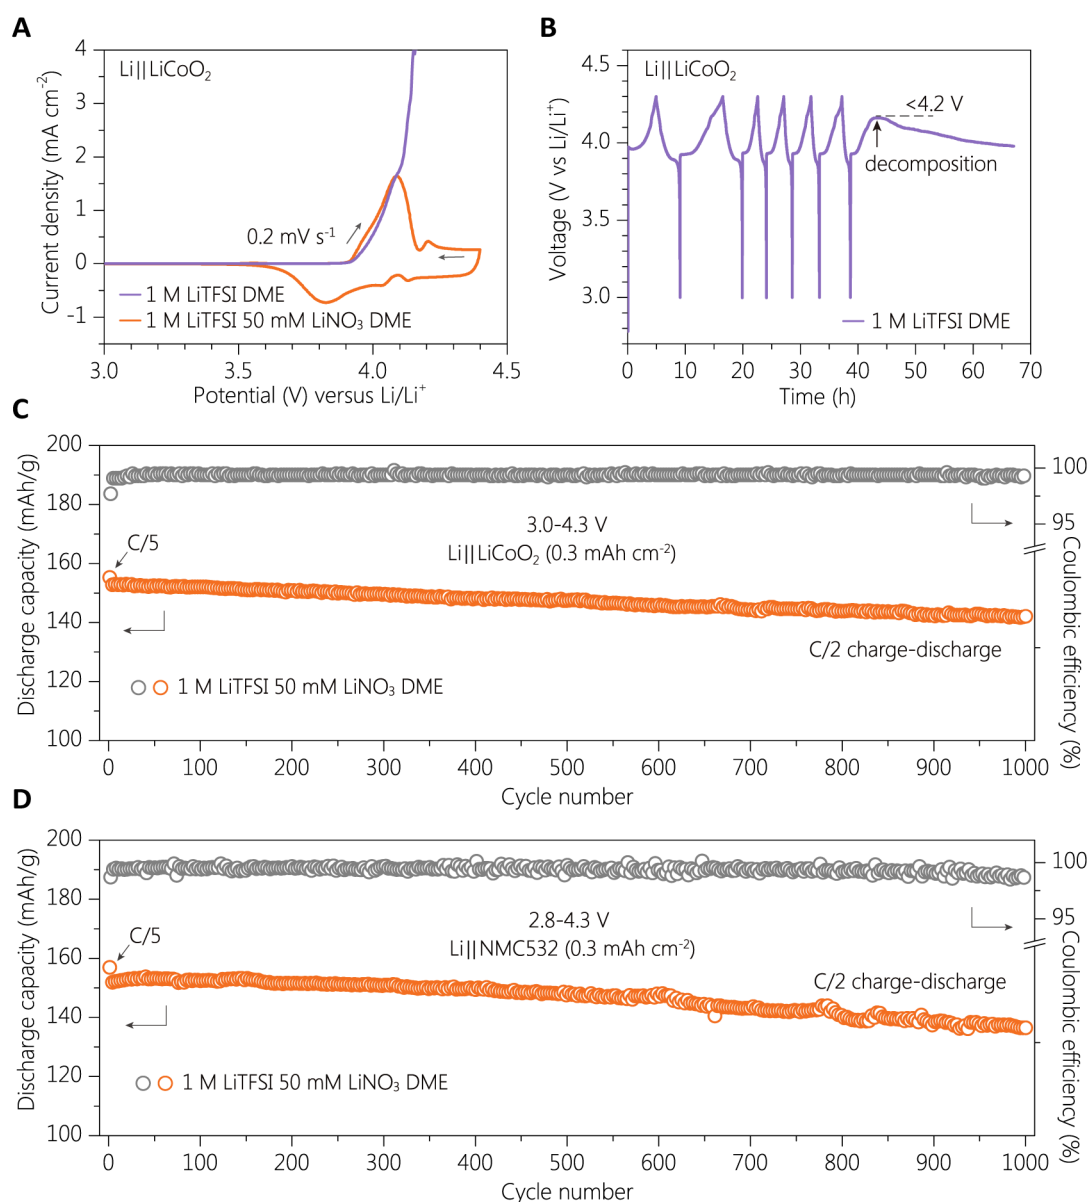 A
Li||LiCoO₂
4
3
2
1
0
-1
Current density (mA cm⁻²)
0.2 mV s⁻¹
1 M LiTFSI DME
1 M LiTFSI 50 mM LiNO₃ DME
3.0 3.5 4.0 4.5
Potential (V) versus Li/Li⁺
B
Li||LiCoO₂
4.5
4.0
3.5
3.0
Voltage (V vs Li/Li⁺)
<4.2 V
decomposition
1 M LiTFSI DME
0 10 20 30 40 50 60 70
Time (h)
C
200
190
180
170
160
150
140
120
100
Discharge capacity (mAh/g)
C/5
3.0-4.3 V
Li||LiCoO₂ (0.3 mAh cm⁻²)
C/2 charge-discharge
1 M LiTFSI 50 mM LiNO₃ DME
100
95
Coulombic efficiency (%)
0 100 200 300 400 500 600 700 800 900 1000
Cycle number
D
200
190
180
170
160
140
120
100
Discharge capacity (mAh/g)
C/5
2.8-4.3 V
Li||NMC532 (0.3 mAh cm⁻²)
C/2 charge-discharge
1 M LiTFSI 50 mM LiNO₃ DME
100
95
Coulombic efficiency (%)
0 100 200 300 400 500 600 700 800 900 1000
Cycle number